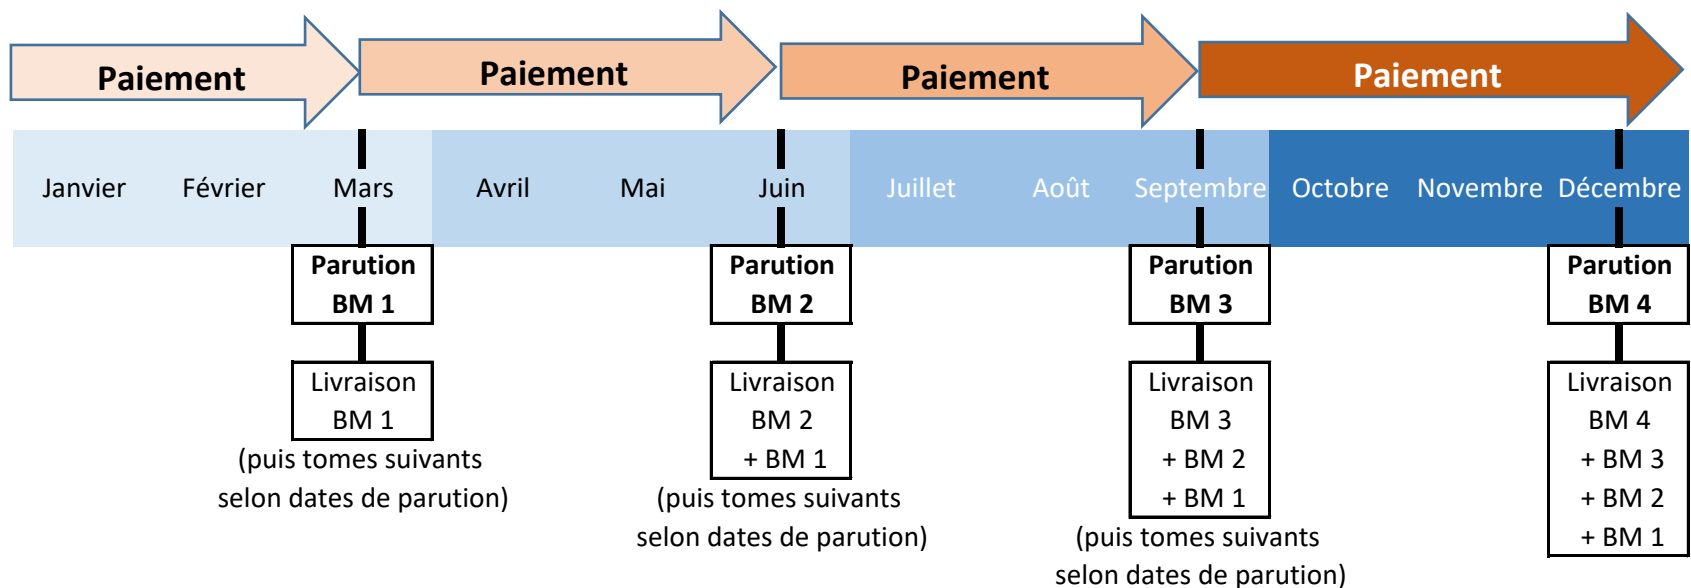 Paiement
Paiement
Paiement
Paiement
Janvier
Février
Mars
Avril
Mai
Juin
Juillet
Août
Septembre
Octobre
Novembre
Décembre
Parution
BM 1
Livraison
BM 1
(puis tomes suivants
selon dates de parution)
Parution
BM 2
Livraison
BM 2
+ BM 1
(puis tomes suivants
selon dates de parution)
Parution
BM 3
Livraison
BM 3
+ BM 2
+ BM 1
(puis tomes suivants
selon dates de parution)
Parution
BM 4
Livraison
BM 4
+ BM 3
+ BM 2
+ BM 1